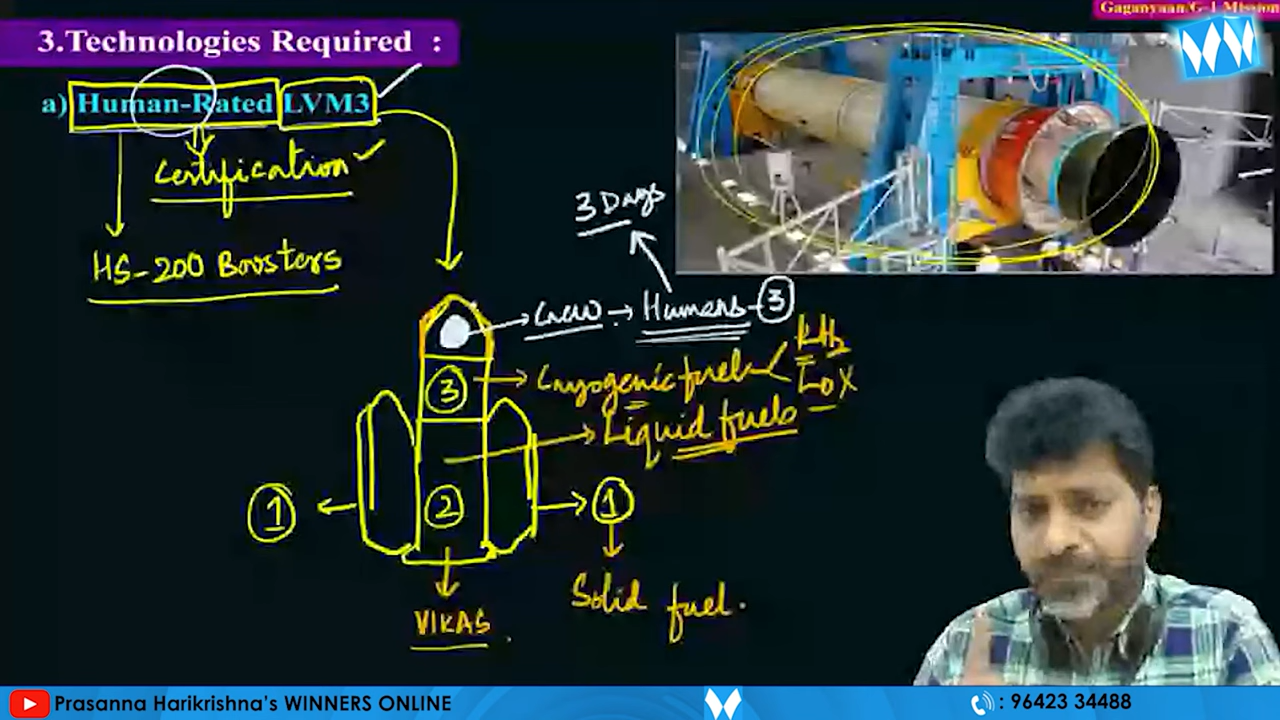 Gaganyaan/G-1 Mission
3.Technologies Required :
a) Human-Rated LVM3
Certification
HS-200 Boosters
3 Days
Crew → Humans - 3
LH2
3 → Cryogenic fuel
LOX
Liquid fuels
1
2
1
Solid fuel.
VIKAS
Prasanna Harikrishna's WINNERS ONLINE
: 96423 34488